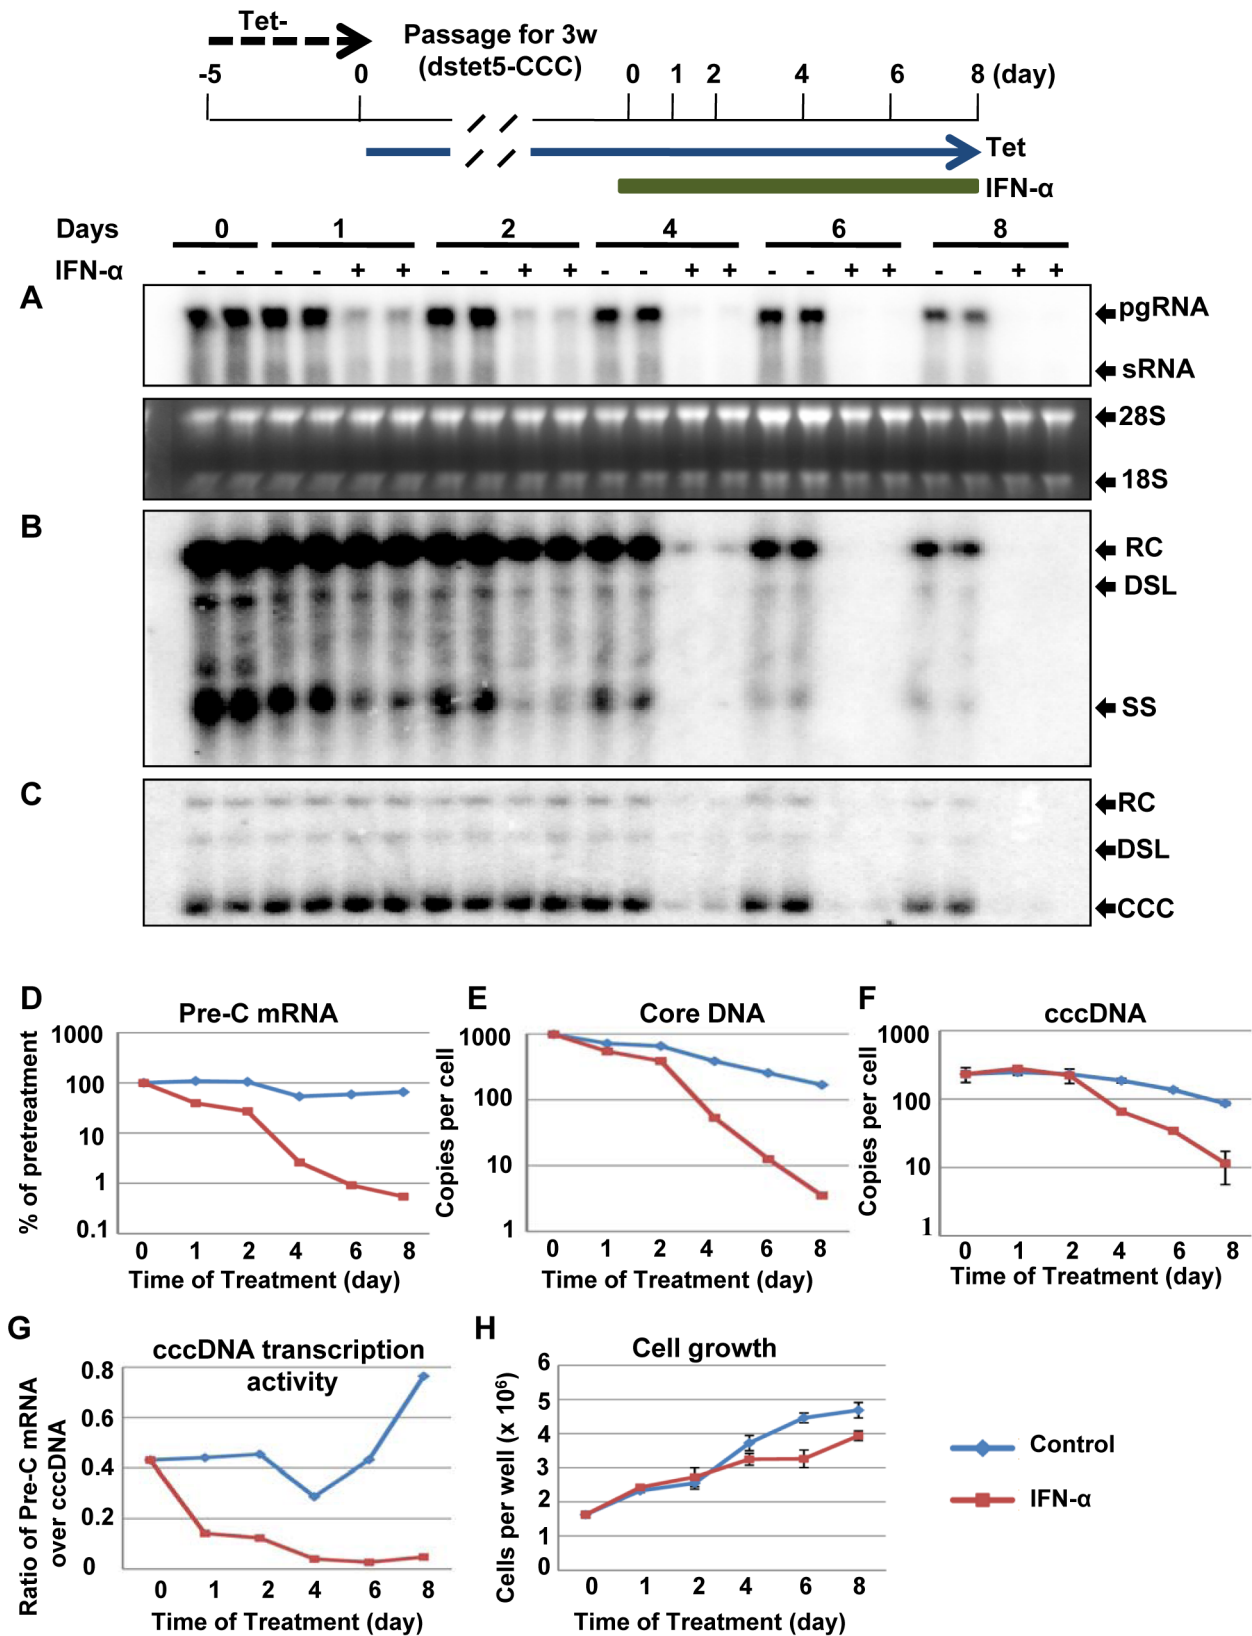 Tet-
Passage for 3w
(dstet5-CCC)
-5 0 0 1 2 4 6 8 (day)
Tet
IFN-α
Days 0 1 2 4 6 8
IFN-α - - - - + + - - + + - - + + - - + + - - + +
A
pgRNA
sRNA
28S
18S
B
RC
DSL
SS
C
RC
DSL
CCC
D
Pre-C mRNA
% of pretreatment
1000
100
10
1
0.1
0 1 2 4 6 8
Time of Treatment (day)
E
Core DNA
Copies per cell
1000
100
10
1
0 1 2 4 6 8
Time of Treatment (day)
F
cccDNA
Copies per cell
1000
100
10
1
0 1 2 4 6 8
Time of Treatment (day)
G
cccDNA transcription
activity
Ratio of Pre-C mRNA
over cccDNA
0.8
0.6
0.4
0.2
0
0 1 2 4 6 8
Time of Treatment (day)
H
Cell growth
Cells per well (x 10⁶)
6
5
4
3
2
1
0
0 1 2 4 6 8
Time of Treatment (day)
Control
IFN-α